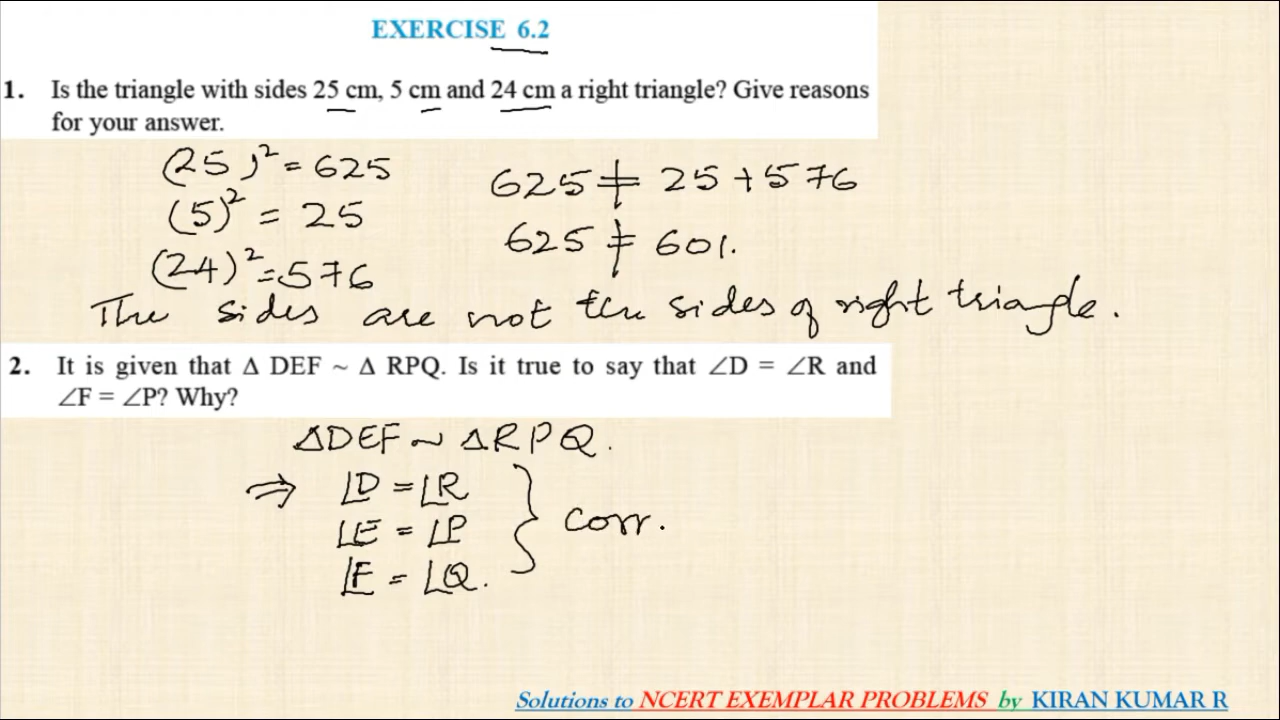 EXERCISE 6.2
1. Is the triangle with sides 25 cm, 5 cm and 24 cm a right triangle? Give reasons
for your answer.
(25)² = 625
(5)² = 25
(24)² = 576
625 ≠ 25 + 576
625 ≠ 601.
The sides are not the sides of right triangle.
2. It is given that Δ DEF ~ Δ RPQ. Is it true to say that ∠D = ∠R and
∠F = ∠P? Why?
ΔDEF ~ ΔRPQ.
⇒ ∠D = ∠R
∠E = ∠P
∠F = ∠Q.
} Corr.
Solutions to NCERT EXEMPLAR PROBLEMS by KIRAN KUMAR R